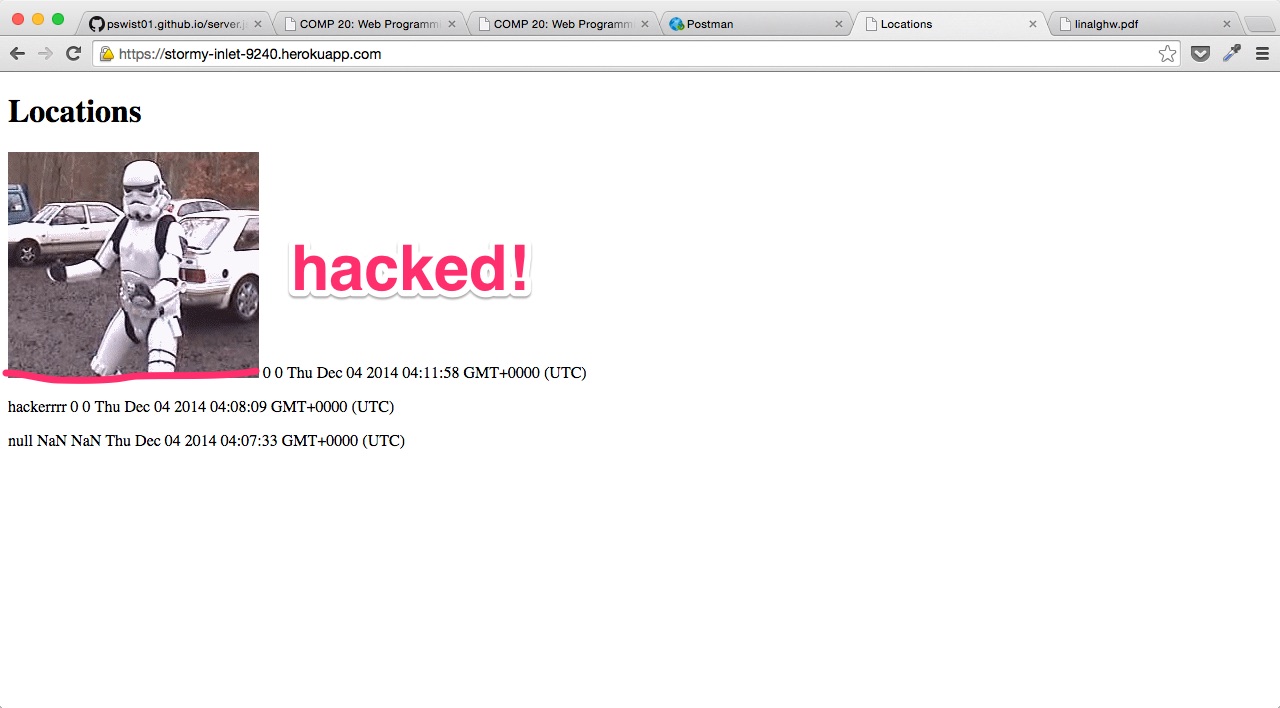 pswist01.github.io/server.j
COMP 20: Web Programm
COMP 20: Web Programm
Postman
Locations
linalghw.pdf
https://stormy-inlet-9240.herokuapp.com
Locations
hacked!
0 0 Thu Dec 04 2014 04:11:58 GMT+0000 (UTC)
hackerrrr 0 0 Thu Dec 04 2014 04:08:09 GMT+0000 (UTC)
null NaN NaN Thu Dec 04 2014 04:07:33 GMT+0000 (UTC)